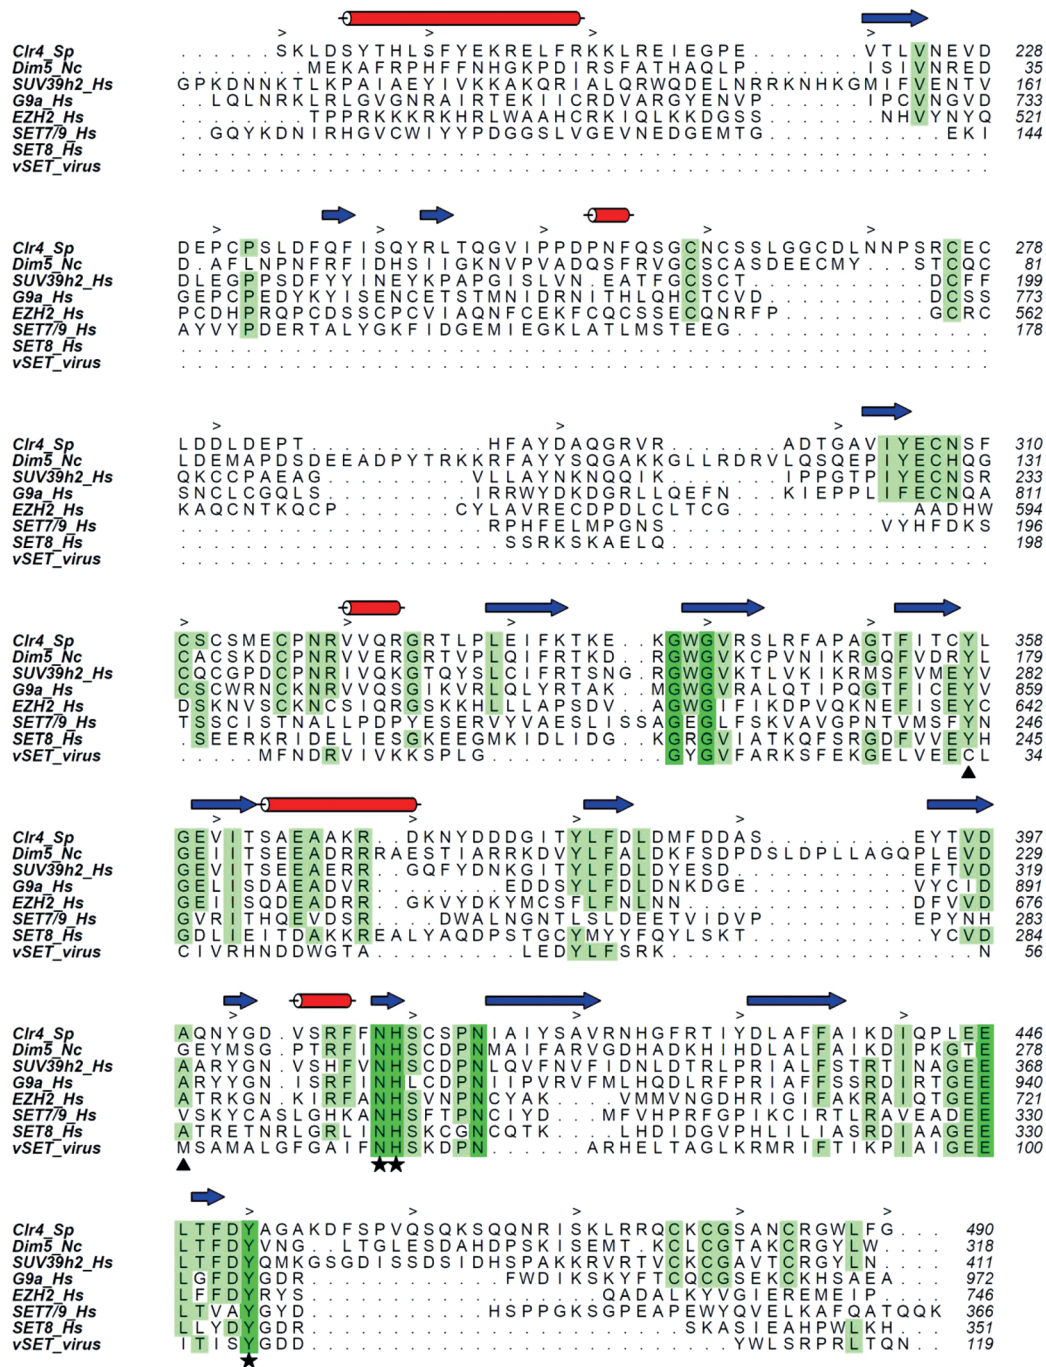 Clr4_Sp ......SKLDSYTHLSFYEKRELFRKKLREIEGPE.......VTLVNEVD 228
Dim5_Nc ........MEKAFRPHFFNHGKPDIRSFATHAQLP.......ISIVNRED 35
SUV39h2_Hs GPKDNNKTLKPAIAEYIVKKAKQRIALQRWQDELNRRKNHKGMIFVENTV 161
G9a_Hs ..LQLNRKLRLGVGNRAIRTEKIICRDVARGYENVP......IPCVNGVD 733
EZH2_Hs ........TPPRKKKRKHRLWAAHCRKIQLKKDGSS.......NHVYNYQ 521
SET7/9_Hs ..GQYKDNIRHGVCWIYYPDGGSLVGEVNEDGEMTG...........EKI 144
SET8_Hs ..................................................
vSET_virus ..................................................
Clr4_Sp DEPCPSLDFQFISQYRLTQGVIPPDPNFQSGCNCSSLGGCDLNNPSRCEC 278
Dim5_Nc D.AFLNPNFRFIDHSIIGKNVPVADQSFRVGCSCASDEECMY...STCQC 81
SUV39h2_Hs DLEGPPSDFYYINEYKPAPGISLVN.EATFGCSCT..........DCFF 199
G9a_Hs GEPCPEDYKYISENCETSTMNIDRNITHLQHCTCVD..........DCSS 773
EZH2_Hs PCDHPRQPCDSSCPCVIAQNFCEKFCQCSSECQNRFP.........GCRC 562
SET7/9_Hs AYVYPDERTALYGKFIDGEMIEGKLATLMSTEEG................ 178
SET8_Hs ..................................................
vSET_virus ..................................................
Clr4_Sp LDDLDEPT...........HFAYDAQGRVR.......ADTGAVIYECNSF 310
Dim5_Nc LDEMAPDSDEEADPYTRKKRFAYYSQGAKKGLLRDRVLQSQEPIYECHQG 131
SUV39h2_Hs QKCCPAEAG..........VLLAYNKNQQIK......IPPGTPIYECNSR 233
G9a_Hs SNCLCGQLS.........IRRWYDKDGRLLQEFN...KIEPPLIFECNQA 811
EZH2_Hs KAQCNTKQCP.......CYLAVRECDPDLCLTCG...........AADHW 594
SET7/9_Hs ...................RPHFELMPGNS............VYHFDKS 196
SET8_Hs ....................SSRKSKAELQ.................... 198
vSET_virus ..................................................
Clr4_Sp CSCSMECPNRVVQRGRTLPLEIFKTKE..KGWGVRSLRFAPAGTFITCYL 358
Dim5_Nc CACSKDCPNRVVERGRTVPLQIFRTKD..RGWGVKCPVNIKRGQFVDRYL 179
SUV39h2_Hs CQCGPDCPNRIVQKGTQYSLCIFRTSNG.RGWGVKTLVKIKRMSFVMEYV 282
G9a_Hs CSCWRNCKNRVVQSGIKVRLQLYRTAK..MGWGVRALQTIPQGTFICEYV 859
EZH2_Hs DSKNVSCKNCSIQRGSKKHLLLAPSDV..AGWGIFIKDPVQKNEFISEYC 642
SET7/9_Hs TSSCISTNALLPDPYESERVYVAESLISSAGEGLFSKVAVGPNTVMSFYN 246
SET8_Hs .SEERKRIDELIESGKEEGMKIDLIDG..KGRGVIATKQFSRGDFVVEYH 245
vSET_virus .....MFNDRVIVKKSPLG..........GYGVFARKSFEKGELVEECL 34
Clr4_Sp GEVITSAEAAKR..DKNYDDDGITYLFDLDMFDDAS.........EYTVD 397
Dim5_Nc GEIITSEEADRRRAESTIARRKDVYLFALDKFSDPDSLDPLLAGQPLEVD 229
SUV39h2_Hs GEVITSEEAERR..GQFYDNKGITYLFDLDYESD...........EFTVD 319
G9a_Hs GELISDAEADVR........EDDSYLFDLDNKDGE..........VYCID 891
EZH2_Hs GEIISQDEADRR..GKVYDKYMCSFLFNLNN..............DFVVD 676
SET7/9_Hs GVRITHQEVDSR....DWALNGNTLSLDEETVIDVP.........EPYNH 283
SET8_Hs GDLIEITDAKKREALYAQDPSTGCYMYYFQYLSKT..........YCVD 284
vSET_virus CIVRHNDDWGTA.........LEDYLFSRK..................N 56
Clr4_Sp AQNYGD.VSRFFNHSCSPNIAIYSAVRNHGFRTIYDLAFFAIKDIQPLEE 446
Dim5_Nc GEYMSG.PTRFINHSCDPNMAIFARVGDHADKHIHDLALFAIKDIPKGTE 278
SUV39h2_Hs AARYGN.VSHFVNHSCDPNLQVFNVFIDNLDTRLPRIALFSTRTINAGEE 368
G9a_Hs ARYYGN.ISRFINHLCDPNIIPVRVFMLHQDLRFPRIAFFSSRDIRTGEE 940
EZH2_Hs ATRKGN.KIRFANHSVNPNCYAK....VMMVNGDHRIGIFAKRAIQTGEE 721
SET7/9_Hs VSKYCASLGHKANHSFTPNCIYD....MFVHPRFGPIKCIRTLRAVEADEE 330
SET8_Hs ATRETNRLGRLINHSKCGNCQTK....LHDIDGVPHLILIASRDIAAGEE 330
vSET_virus MSAMALGFGAIFNHSKDPN......ARHELTAGLKRMRIFTIKPIAIGEE 100
Clr4_Sp LTFDYAGAKDFSPVQSQKSQQNRISKLRRQCKCGSANCRGWLFG... 490
Dim5_Nc LTFDYVNG..LTGLESDAHDPSKISEMT.KCLCGTAKCRGYLW.... 318
SUV39h2_Hs LTFDYQMKGSGDISSDSIDHSPAKKRVRTVCKCGAVTCRGYLN.... 411
G9a_Hs LGFDYGDR............FWDIKSKYFTCQCGSEKCKHSAEA... 972
EZH2_Hs LFFDYRYS..................QADALKYVGIEREMEIP.... 746
SET7/9_Hs LTVAYGYD...........HSPPGKSGPEAPEWYQVELKAFQATQQK 366
SET8_Hs LLYDYGDR.......................SKASIEAHPWLKH... 351
vSET_virus ITISYGDD..........................YWLSRPRLTQN.. 119